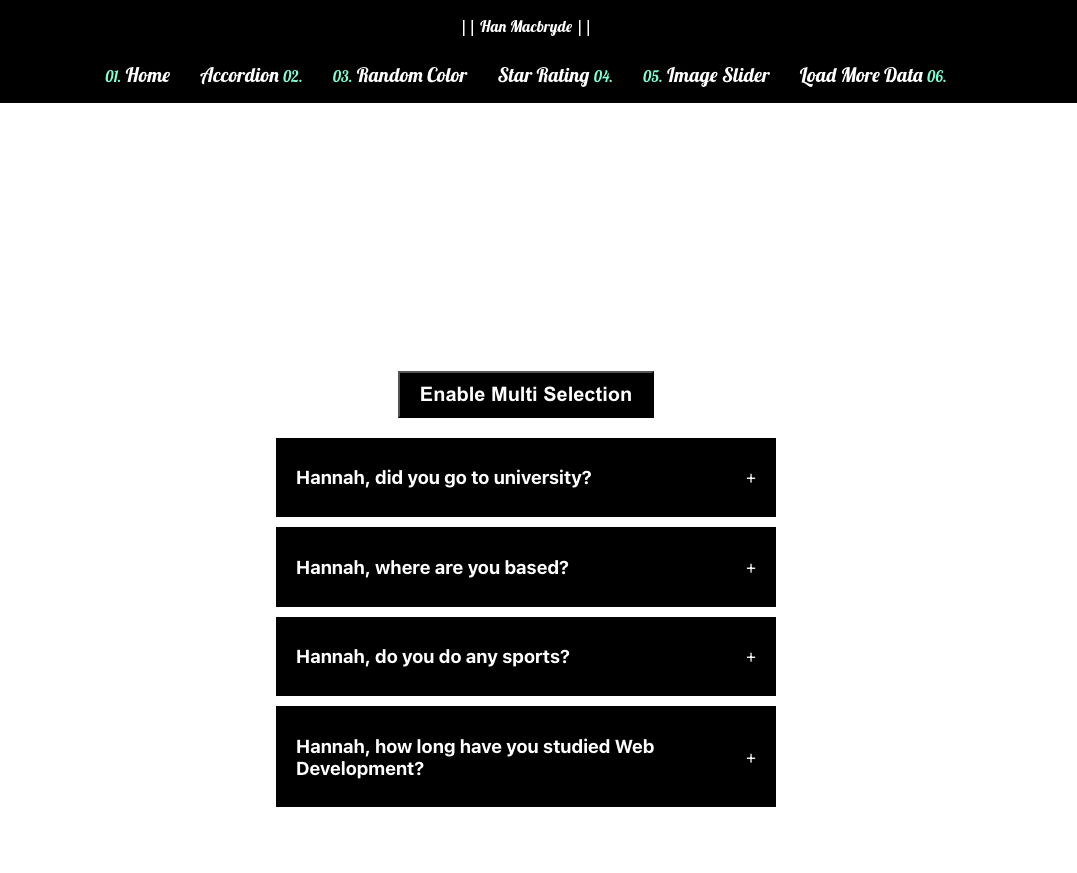 || Han Macbryde ||
01. Home Accordion 02. 03. Random Color Star Rating 04. 05. Image Slider Load More Data 06.
Enable Multi Selection
Hannah, did you go to university? +
Hannah, where are you based? +
Hannah, do you do any sports? +
Hannah, how long have you studied Web
Development? +